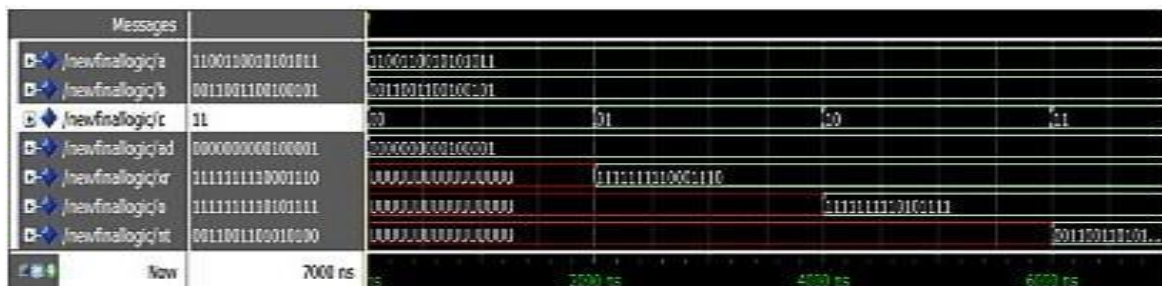 Messages
/newfinallogic/a 1100110010101011 1100110010101011
/newfinallogic/b 0011001100100101 0011001100100101
/newfinallogic/c 11 00 01 10 11
/newfinallogic/ad 0000000000100001 0000000000100001
/newfinallogic/xr 1111111110001110 UUUUUUUUUUUUUUUU 1111111110001110
/newfinallogic/o 1111111110101111 UUUUUUUUUUUUUUUU 1111111110101111
/newfinallogic/nt 0011001101010100 UUUUUUUUUUUUUUUU 001100110101...
Now 7000 ns ns 2000 ns 4000 ns 6000 ns